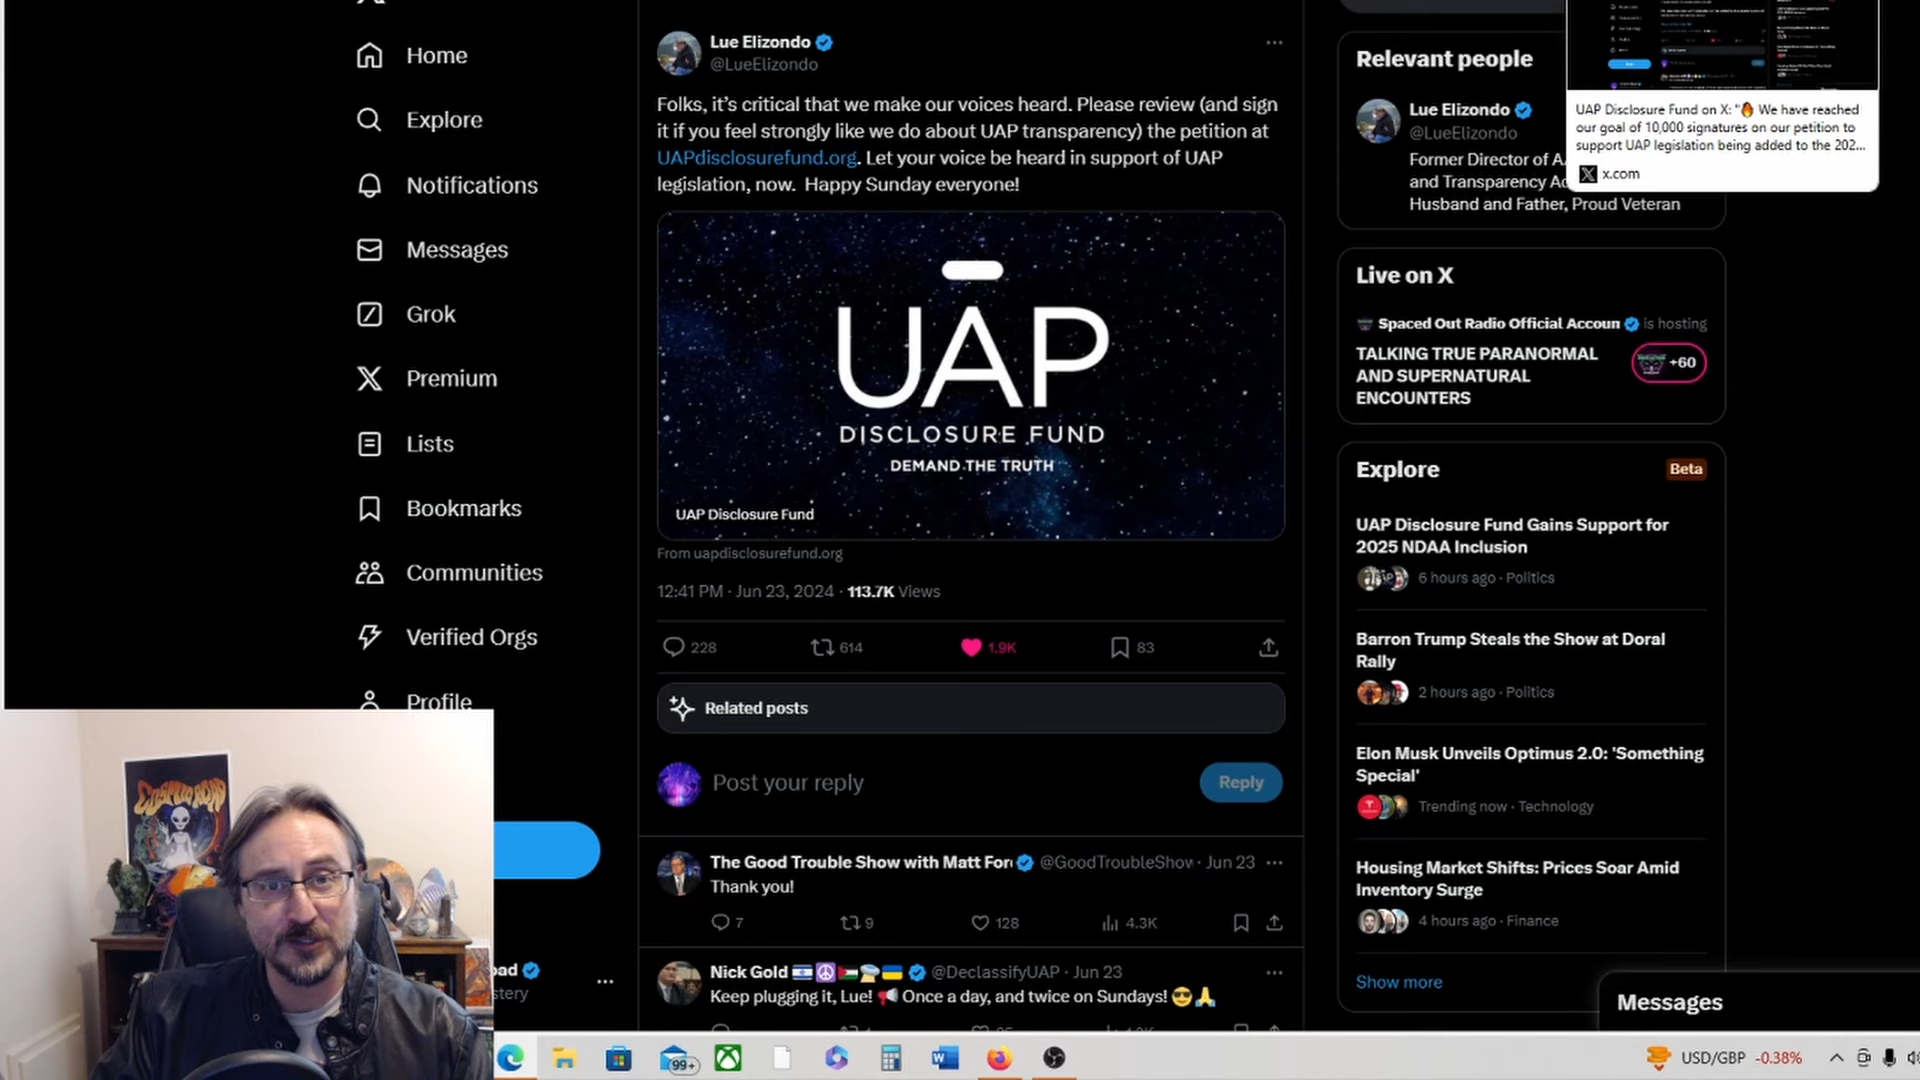 Home
Explore
Notifications
Messages
Grok
Premium
Lists
Bookmarks
Communities
Verified Orgs
Profile
Lue Elizondo
@LueElizondo
Folks, it's critical that we make our voices heard. Please review (and sign
it if you feel strongly like we do about UAP transparency) the petition at
UAPdisclosurefund.org. Let your voice be heard in support of UAP
legislation, now. Happy Sunday everyone!
UAP
DISCLOSURE FUND
DEMAND THE TRUTH
UAP Disclosure Fund
From uapdisclosurefund.org
12:41 PM · Jun 23, 2024 · 113.7K Views
228 614 1.9K 83
Related posts
Post your reply
Reply
The Good Trouble Show with Matt For @GoodTroubleShow · Jun 23
Thank you!
7 9 128 4.3K
Nick Gold 🇮🇱☮️🇵🇸🛸🇺🇦 @DeclassifyUAP · Jun 23
Keep plugging it, Lue! 📢 Once a day, and twice on Sundays! 😎🙏
Relevant people
Lue Elizondo
@LueElizondo
Former Director of A
and Transparency Ad
Husband and Father, Proud Veteran
UAP Disclosure Fund on X: "🔥 We have reached
our goal of 10,000 signatures on our petition to
support UAP legislation being added to the 202...
x.com
Live on X
Spaced Out Radio Official Accoun is hosting
TALKING TRUE PARANORMAL
AND SUPERNATURAL
ENCOUNTERS
+60
Explore
Beta
UAP Disclosure Fund Gains Support for
2025 NDAA Inclusion
6 hours ago · Politics
Barron Trump Steals the Show at Doral
Rally
2 hours ago · Politics
Elon Musk Unveils Optimus 2.0: 'Something
Special'
Trending now · Technology
Housing Market Shifts: Prices Soar Amid
Inventory Surge
4 hours ago · Finance
Show more
Messages
COSMIC ROAD
oad
stery
99+
USD/GBP -0.38%